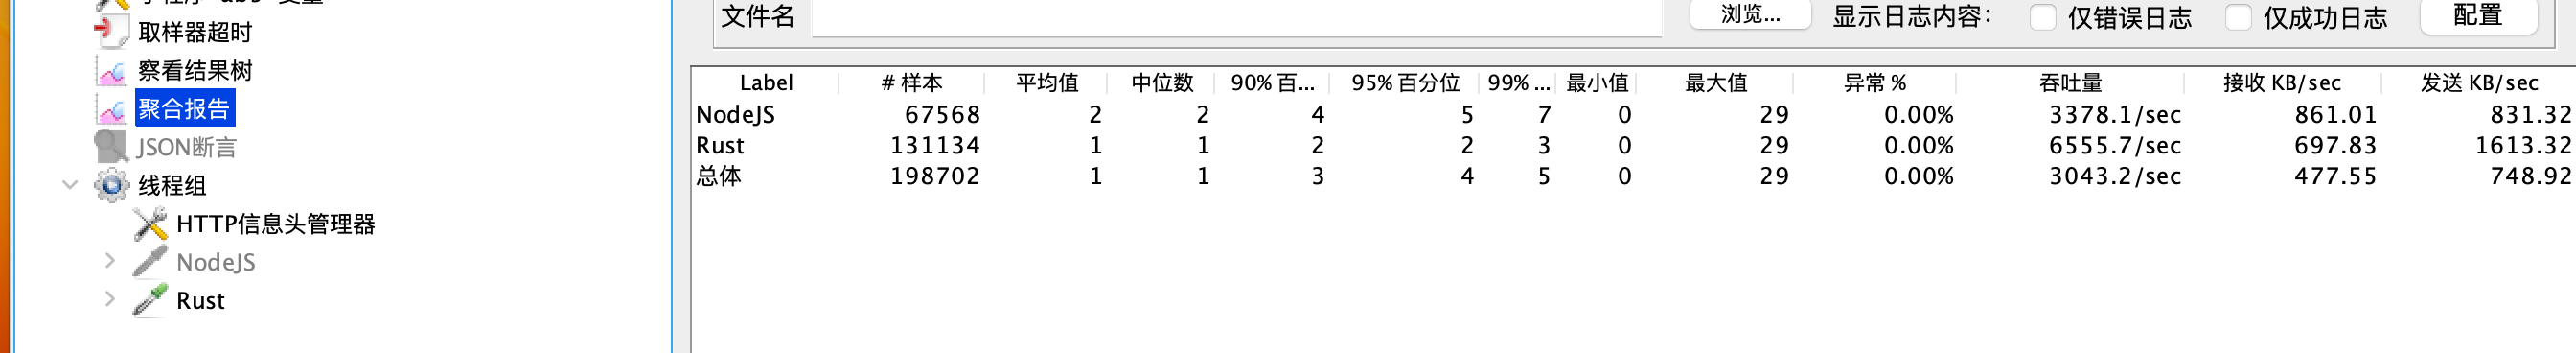 取样器超时
察看结果树
聚合报告
JSON断言
线程组
HTTP信息头管理器
NodeJS
Rust
文件名 浏览... 显示日志内容： 仅错误日志 仅成功日志 配置
Label # 样本 平均值 中位数 90% 百... 95% 百分位 99% ... 最小值 最大值 异常 % 吞吐量 接收 KB/sec 发送 KB/sec
NodeJS 67568 2 2 4 5 7 0 29 0.00% 3378.1/sec 861.01 831.32
Rust 131134 1 1 2 2 3 0 29 0.00% 6555.7/sec 697.83 1613.32
总体 198702 1 1 3 4 5 0 29 0.00% 3043.2/sec 477.55 748.92